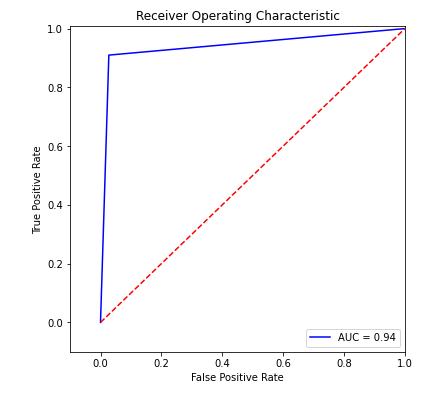 Receiver Operating Characteristic
1.0
0.8
0.6
0.4
0.2
0.0
True Positive Rate
AUC = 0.94
0.0 0.2 0.4 0.6 0.8 1.0
False Positive Rate